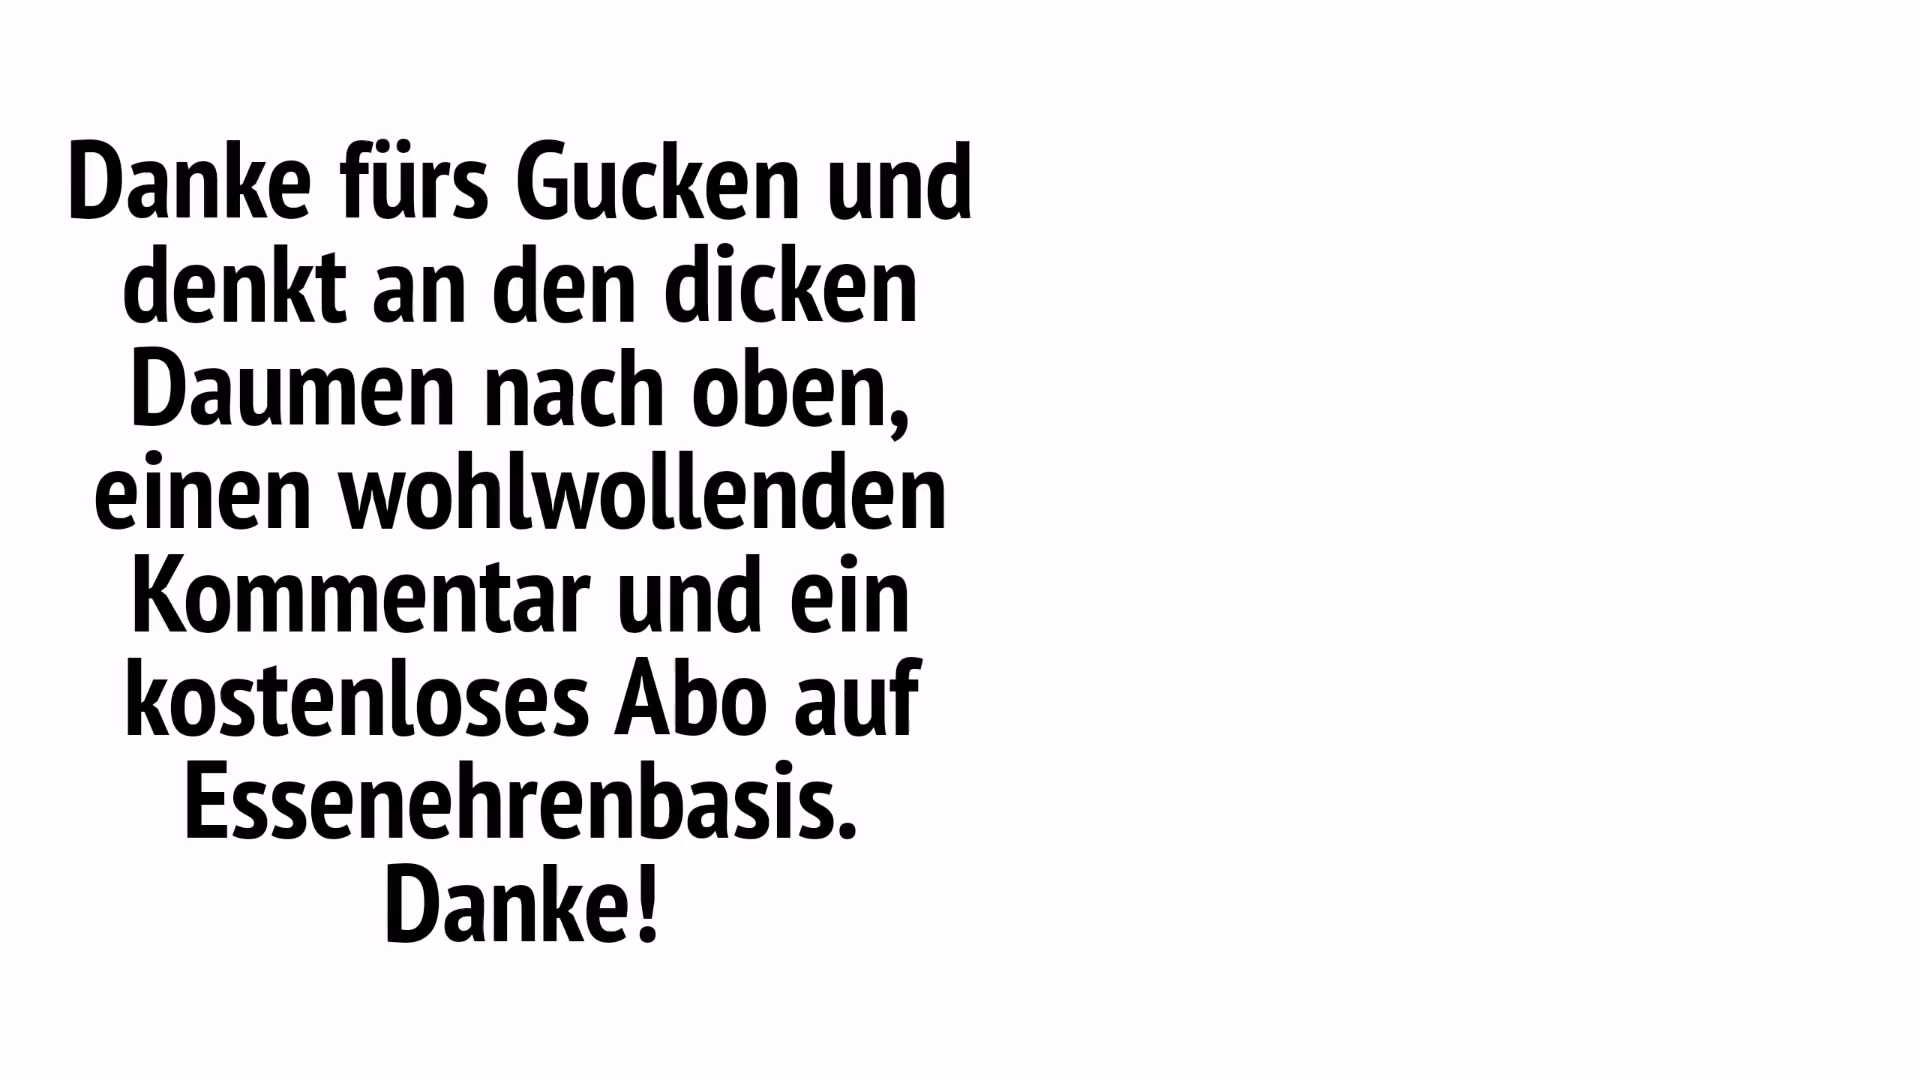 Danke fürs Gucken und
denkt an den dicken
Daumen nach oben,
einen wohlwollenden
Kommentar und ein
kostenloses Abo auf
Essenehrenbasis.
Danke!